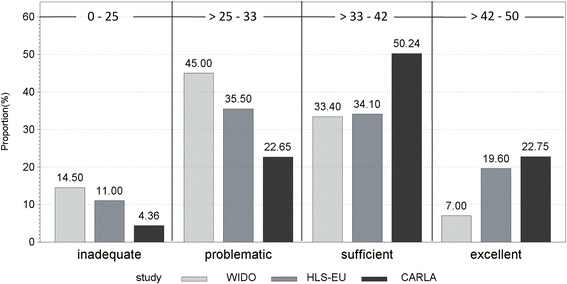 0 - 25 > 25 - 33 > 33 - 42 > 42 - 50
Proportion(%)
60
50
40
30
20
10
0
14.50 11.00 4.36
45.00 35.50 22.65
33.40 34.10 50.24
7.00 19.60 22.75
inadequate problematic sufficient excellent
study WIDO HLS-EU CARLA